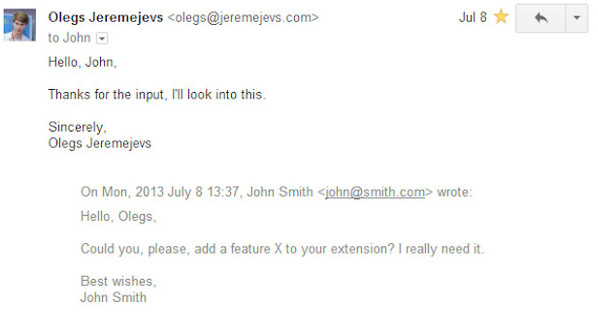 Olegs Jeremejevs <olegs@jeremejevs.com> Jul 8
to John
Hello, John,
Thanks for the input, I'll look into this.
Sincerely,
Olegs Jeremejevs
On Mon, 2013 July 8 13:37, John Smith <john@smith.com> wrote:
Hello, Olegs,
Could you, please, add a feature X to your extension? I really need it.
Best wishes,
John Smith